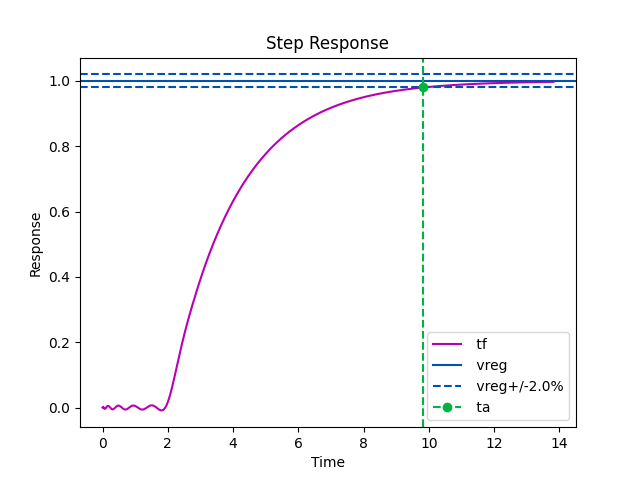 Step Response
Response
1.0
0.8
0.6
0.4
0.2
0.0
tf
vreg
vreg+/-2.0%
ta
0 2 4 6 8 10 12 14
Time